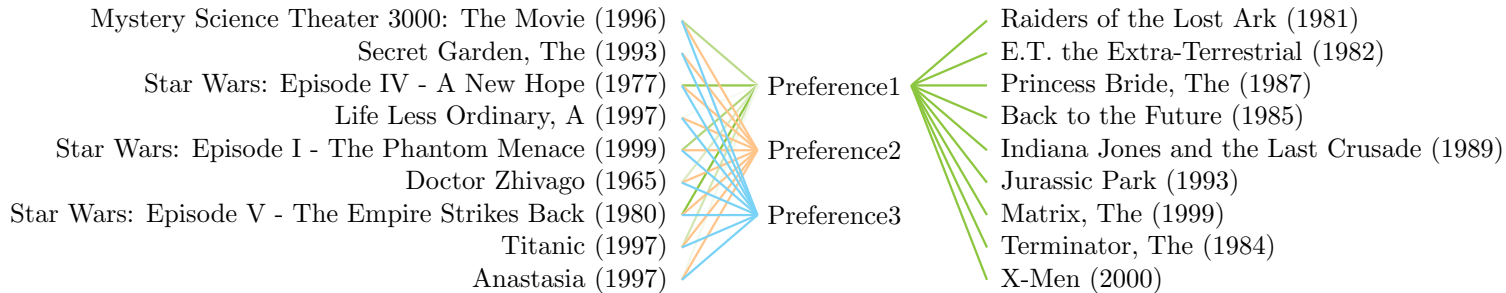 Mystery Science Theater 3000: The Movie (1996)
Secret Garden, The (1993)
Star Wars: Episode IV - A New Hope (1977)
Life Less Ordinary, A (1997)
Star Wars: Episode I - The Phantom Menace (1999)
Doctor Zhivago (1965)
Star Wars: Episode V - The Empire Strikes Back (1980)
Titanic (1997)
Anastasia (1997)
Preference1
Preference2
Preference3
Raiders of the Lost Ark (1981)
E.T. the Extra-Terrestrial (1982)
Princess Bride, The (1987)
Back to the Future (1985)
Indiana Jones and the Last Crusade (1989)
Jurassic Park (1993)
Matrix, The (1999)
Terminator, The (1984)
X-Men (2000)